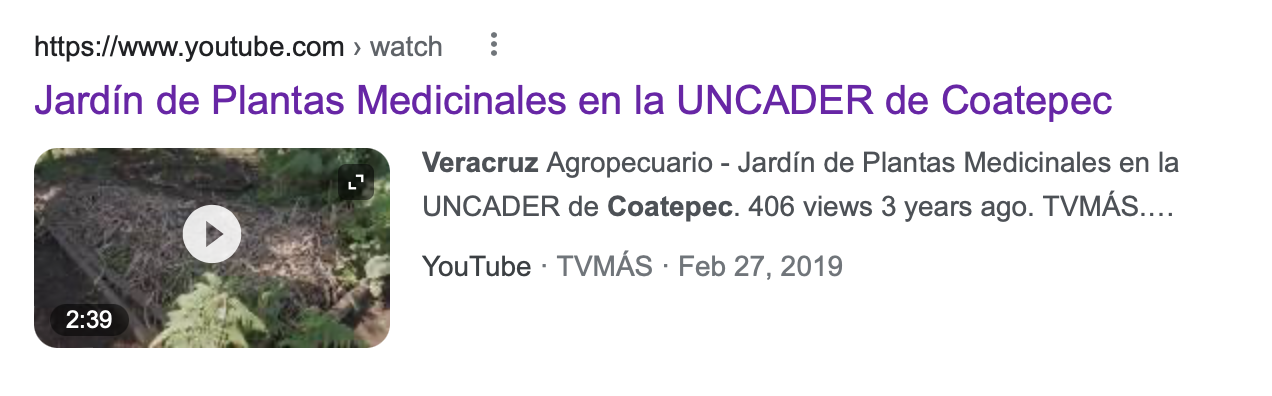 https://www.youtube.com › watch
Jardín de Plantas Medicinales en la UNCADER de Coatepec
Veracruz Agropecuario - Jardín de Plantas Medicinales en la
UNCADER de Coatepec. 406 views 3 years ago. TVMÁS.…
YouTube · TVMÁS · Feb 27, 2019
2:39